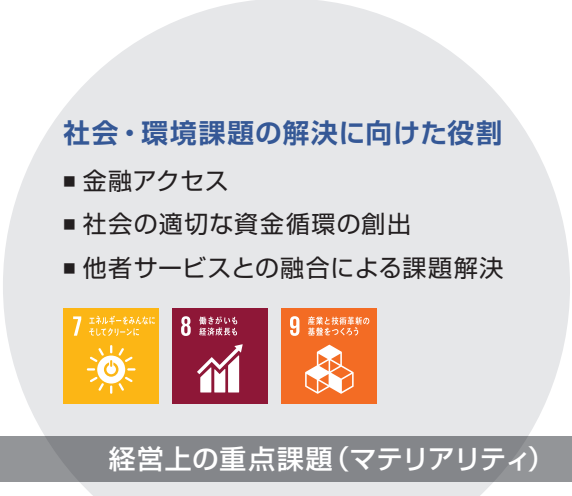 社会・環境課題の解決に向けた役割
■ 金融アクセス
■ 社会の適切な資金循環の創出
■ 他者サービスとの融合による課題解決
7 エネルギーをみんなに
そしてクリーンに
8 働きがいも
経済成長も
9 産業と技術革新の
基盤をつくろう
経営上の重点課題(マテリアリティ)